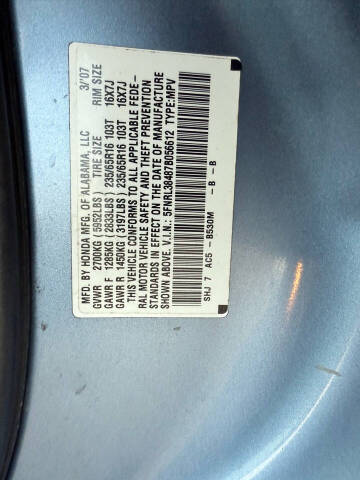 MFD. BY HONDA MFG. OF ALABAMA, LLC 3/'07
GVWR 2700KG (5952LBS) TIRE SIZE RIM SIZE
GAWR F 1285KG (2833LBS) 235/65R16 103T 16X7J
GAWR R 1450KG (3197LBS) 235/65R16 103T 16X7J
THIS VEHICLE CONFORMS TO ALL APPLICABLE FEDE-
RAL MOTOR VEHICLE SAFETY AND THEFT PREVENTION
STANDARDS IN EFFECT ON THE DATE OF MANUFACTURE
SHOWN ABOVE. V.I.N.: 5FNRL38487B056612 TYPE:MPV
SHJ 7 AC5 - B530M - B - B